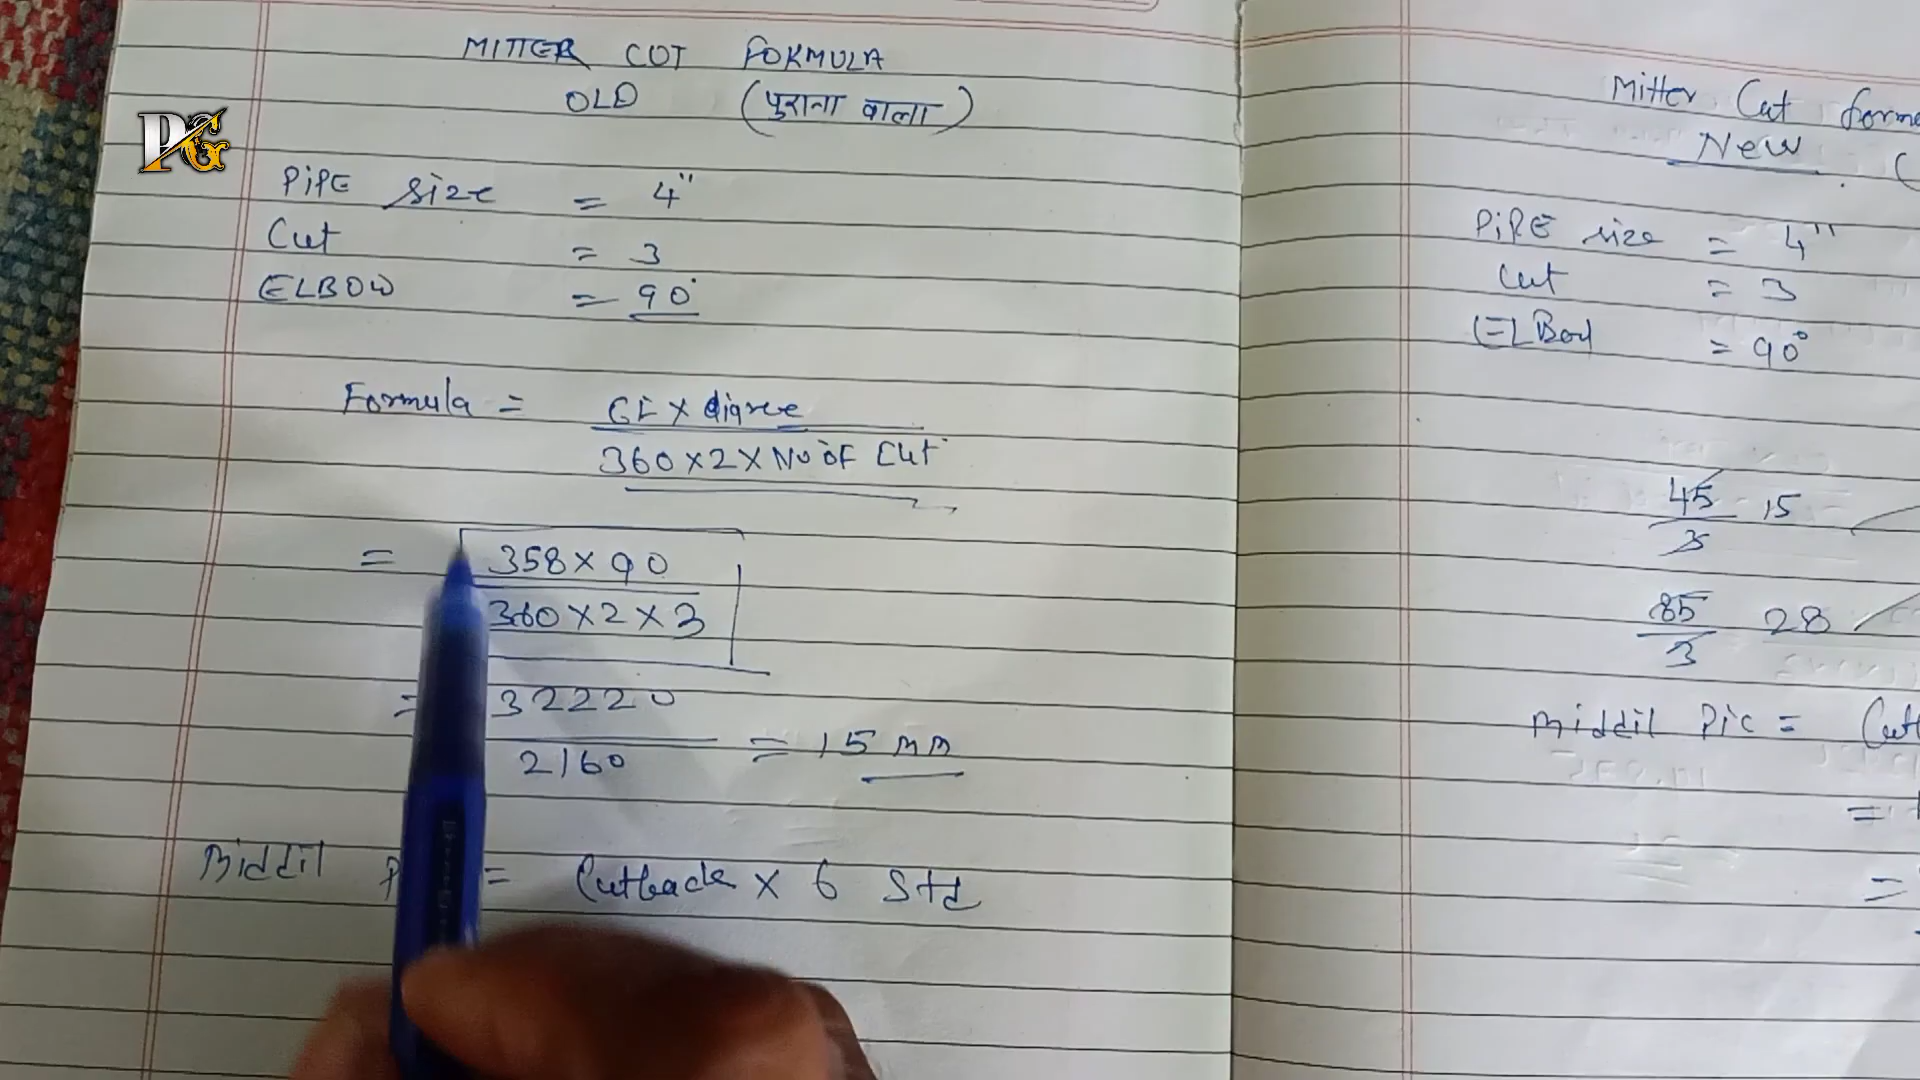 MITTER CUT FORMULA
OLD (पुराना वाला)
PG
PiPE size = 4"
Cut = 3
ELBOW = 90°
Formula = CF x digree
360 x 2 x No of Cut
= 358 x 90
360 x 2 x 3
= 32220
2160 = 15 mm
middil = Cutback x 6 Std
Mitter Cut
New (
PiPE size = 4"
Cut = 3
ELBow = 90°
45 15
3
85 28
3
middil Pic =
=
=